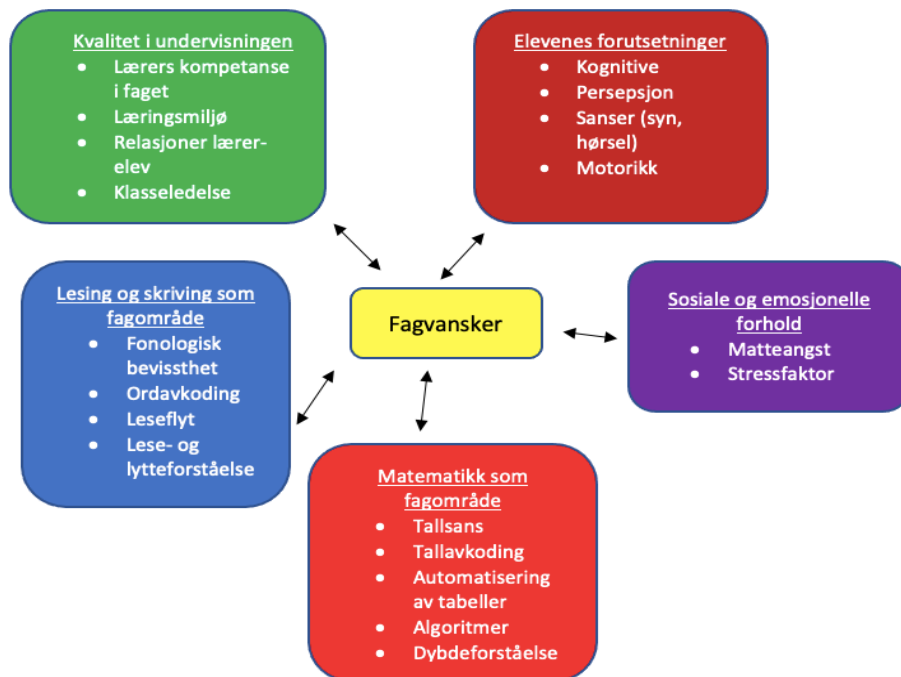 Kvalitet i undervisningen
• Lærers kompetanse
i faget
• Læringsmiljø
• Relasjoner lærer-
elev
• Klasseledelse
Elevenes forutsetninger
• Kognitive
• Persepsjon
• Sanser (syn,
hørsel)
• Motorikk
Lesing og skriving som
fagområde
• Fonologisk
bevissthet
• Ordavkoding
• Leseflyt
• Lese- og
lytteforståelse
Fagvansker
Sosiale og emosjonelle
forhold
• Matteangst
• Stressfaktor
Matematikk som
fagområde
• Tallsans
• Tallavkoding
• Automatisering
av tabeller
• Algoritmer
• Dybdeforståelse